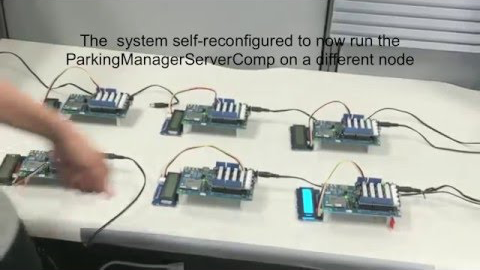 The system self-reconfigured to now run the
ParkingManagerServerComp on a different node